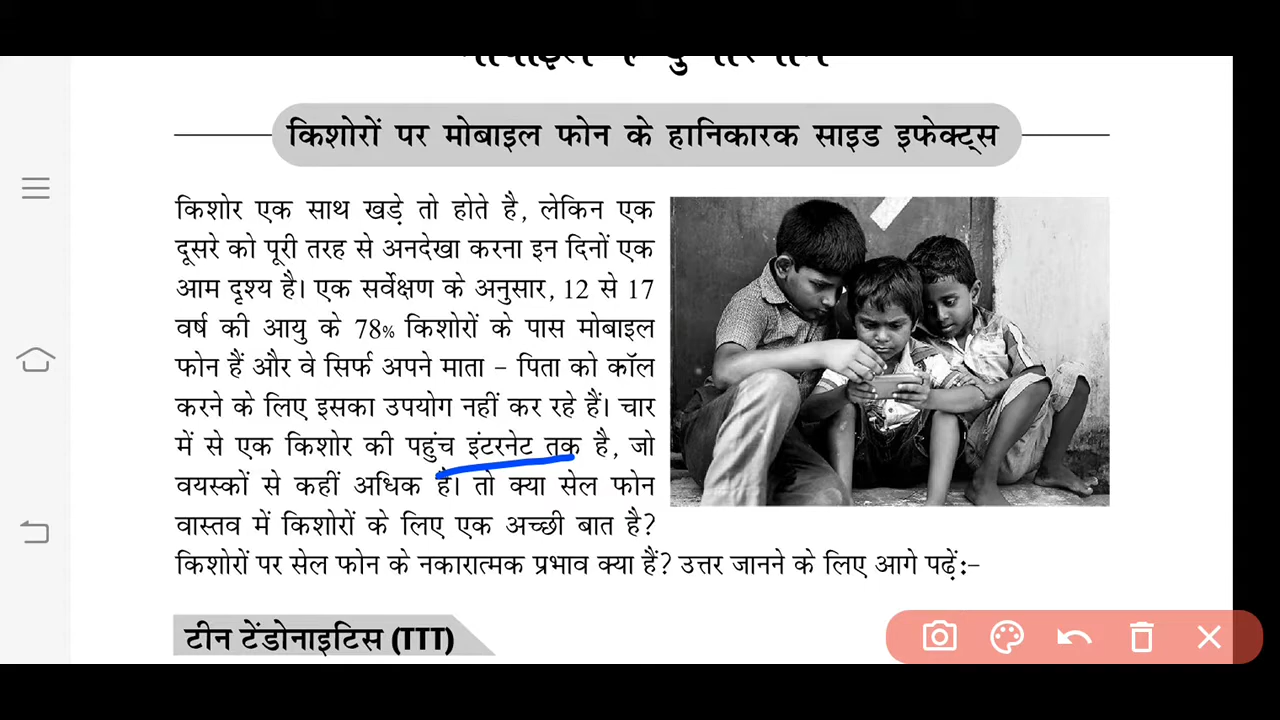 किशोरों पर मोबाइल फोन के हानिकारक साइड इफेक्ट्स
किशोर एक साथ खड़े तो होते है, लेकिन एक
दूसरे को पूरी तरह से अनदेखा करना इन दिनों एक
आम दृश्य है। एक सर्वेक्षण के अनुसार, 12 से 17
वर्ष की आयु के 78% किशोरों के पास मोबाइल
फोन हैं और वे सिर्फ अपने माता – पिता को कॉल
करने के लिए इसका उपयोग नहीं कर रहे हैं। चार
में से एक किशोर की पहुंच इंटरनेट तक है, जो
वयस्कों से कहीं अधिक है। तो क्या सेल फोन
वास्तव में किशोरों के लिए एक अच्छी बात है?
किशोरों पर सेल फोन के नकारात्मक प्रभाव क्या हैं? उत्तर जानने के लिए आगे पढ़ें:–
टीन टेंडोनाइटिस (TTT)